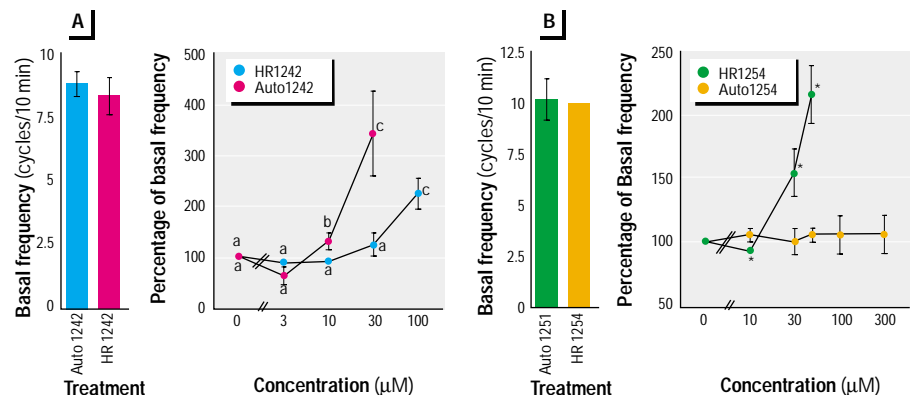 A
Basal frequency (cycles/10 min)
10
7.5
5
2.5
0
Auto 1242
HR 1242
Treatment
Percentage of basal frequency
500
400
300
200
100
0
HR1242
Auto1242
a
a
a
a
b
a
c
c
0
3
10
30
100
Concentration (µM)
B
Basal frequency (cycles/10 min)
12.5
10
7.5
5
10
2.5
0
Auto 1251
HR 1254
Treatment
Percentage of Basal frequency
250
200
150
100
50
HR1254
Auto1254
*
*
*
0
10
30
100
300
Concentration (µM)